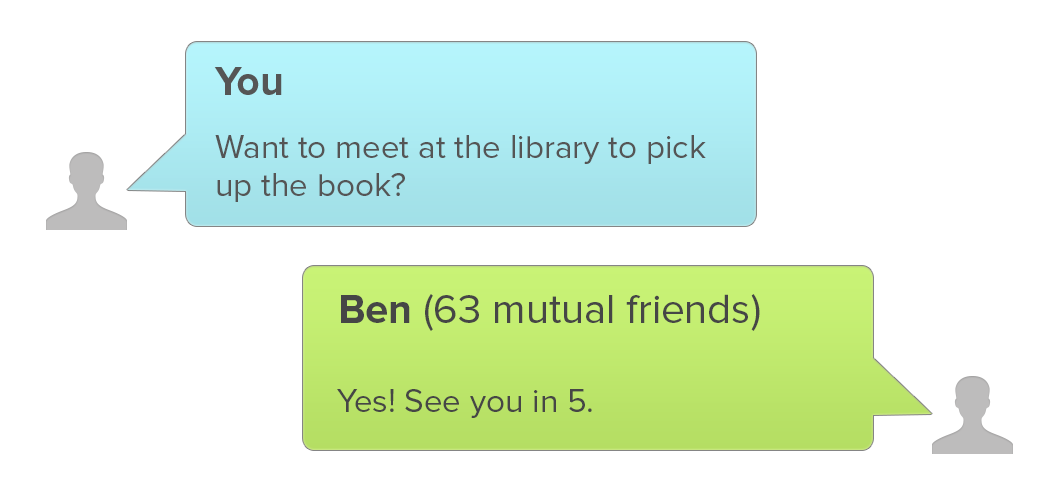 You
Want to meet at the library to pick
up the book?
Ben (63 mutual friends)
Yes! See you in 5.